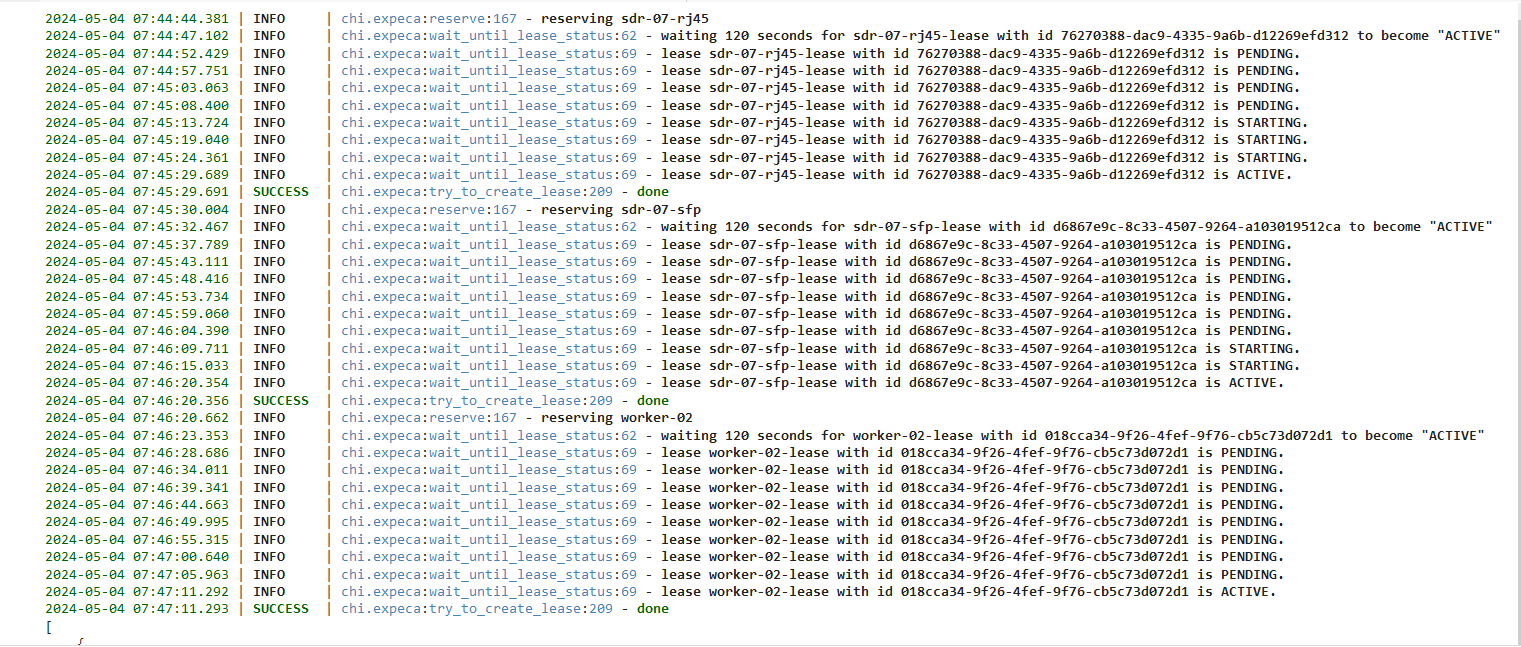 2024-05-04 07:44:44.381 | INFO     | chi.expeca:reserve:167 - reserving sdr-07-rj45
2024-05-04 07:44:47.102 | INFO     | chi.expeca:wait_until_lease_status:62 - waiting 120 seconds for sdr-07-rj45-lease with id 76270388-dac9-4335-9a6b-d12269efd312 to become "ACTIVE"
2024-05-04 07:44:52.429 | INFO     | chi.expeca:wait_until_lease_status:69 - lease sdr-07-rj45-lease with id 76270388-dac9-4335-9a6b-d12269efd312 is PENDING.
2024-05-04 07:44:57.751 | INFO     | chi.expeca:wait_until_lease_status:69 - lease sdr-07-rj45-lease with id 76270388-dac9-4335-9a6b-d12269efd312 is PENDING.
2024-05-04 07:45:03.063 | INFO     | chi.expeca:wait_until_lease_status:69 - lease sdr-07-rj45-lease with id 76270388-dac9-4335-9a6b-d12269efd312 is PENDING.
2024-05-04 07:45:08.400 | INFO     | chi.expeca:wait_until_lease_status:69 - lease sdr-07-rj45-lease with id 76270388-dac9-4335-9a6b-d12269efd312 is PENDING.
2024-05-04 07:45:13.724 | INFO     | chi.expeca:wait_until_lease_status:69 - lease sdr-07-rj45-lease with id 76270388-dac9-4335-9a6b-d12269efd312 is STARTING.
2024-05-04 07:45:19.040 | INFO     | chi.expeca:wait_until_lease_status:69 - lease sdr-07-rj45-lease with id 76270388-dac9-4335-9a6b-d12269efd312 is STARTING.
2024-05-04 07:45:24.361 | INFO     | chi.expeca:wait_until_lease_status:69 - lease sdr-07-rj45-lease with id 76270388-dac9-4335-9a6b-d12269efd312 is STARTING.
2024-05-04 07:45:29.689 | INFO     | chi.expeca:wait_until_lease_status:69 - lease sdr-07-rj45-lease with id 76270388-dac9-4335-9a6b-d12269efd312 is ACTIVE.
2024-05-04 07:45:29.691 | SUCCESS  | chi.expeca:try_to_create_lease:209 - done
2024-05-04 07:45:30.004 | INFO     | chi.expeca:reserve:167 - reserving sdr-07-sfp
2024-05-04 07:45:32.467 | INFO     | chi.expeca:wait_until_lease_status:62 - waiting 120 seconds for sdr-07-sfp-lease with id d6867e9c-8c33-4507-9264-a103019512ca to become "ACTIVE"
2024-05-04 07:45:37.789 | INFO     | chi.expeca:wait_until_lease_status:69 - lease sdr-07-sfp-lease with id d6867e9c-8c33-4507-9264-a103019512ca is PENDING.
2024-05-04 07:45:43.111 | INFO     | chi.expeca:wait_until_lease_status:69 - lease sdr-07-sfp-lease with id d6867e9c-8c33-4507-9264-a103019512ca is PENDING.
2024-05-04 07:45:48.416 | INFO     | chi.expeca:wait_until_lease_status:69 - lease sdr-07-sfp-lease with id d6867e9c-8c33-4507-9264-a103019512ca is PENDING.
2024-05-04 07:45:53.734 | INFO     | chi.expeca:wait_until_lease_status:69 - lease sdr-07-sfp-lease with id d6867e9c-8c33-4507-9264-a103019512ca is PENDING.
2024-05-04 07:45:59.060 | INFO     | chi.expeca:wait_until_lease_status:69 - lease sdr-07-sfp-lease with id d6867e9c-8c33-4507-9264-a103019512ca is PENDING.
2024-05-04 07:46:04.390 | INFO     | chi.expeca:wait_until_lease_status:69 - lease sdr-07-sfp-lease with id d6867e9c-8c33-4507-9264-a103019512ca is PENDING.
2024-05-04 07:46:09.711 | INFO     | chi.expeca:wait_until_lease_status:69 - lease sdr-07-sfp-lease with id d6867e9c-8c33-4507-9264-a103019512ca is STARTING.
2024-05-04 07:46:15.033 | INFO     | chi.expeca:wait_until_lease_status:69 - lease sdr-07-sfp-lease with id d6867e9c-8c33-4507-9264-a103019512ca is STARTING.
2024-05-04 07:46:20.354 | INFO     | chi.expeca:wait_until_lease_status:69 - lease sdr-07-sfp-lease with id d6867e9c-8c33-4507-9264-a103019512ca is ACTIVE.
2024-05-04 07:46:20.356 | SUCCESS  | chi.expeca:try_to_create_lease:209 - done
2024-05-04 07:46:20.662 | INFO     | chi.expeca:reserve:167 - reserving worker-02
2024-05-04 07:46:23.353 | INFO     | chi.expeca:wait_until_lease_status:62 - waiting 120 seconds for worker-02-lease with id 018cca34-9f26-4fef-9f76-cb5c73d072d1 to become "ACTIVE"
2024-05-04 07:46:28.686 | INFO     | chi.expeca:wait_until_lease_status:69 - lease worker-02-lease with id 018cca34-9f26-4fef-9f76-cb5c73d072d1 is PENDING.
2024-05-04 07:46:34.011 | INFO     | chi.expeca:wait_until_lease_status:69 - lease worker-02-lease with id 018cca34-9f26-4fef-9f76-cb5c73d072d1 is PENDING.
2024-05-04 07:46:39.341 | INFO     | chi.expeca:wait_until_lease_status:69 - lease worker-02-lease with id 018cca34-9f26-4fef-9f76-cb5c73d072d1 is PENDING.
2024-05-04 07:46:44.663 | INFO     | chi.expeca:wait_until_lease_status:69 - lease worker-02-lease with id 018cca34-9f26-4fef-9f76-cb5c73d072d1 is PENDING.
2024-05-04 07:46:49.995 | INFO     | chi.expeca:wait_until_lease_status:69 - lease worker-02-lease with id 018cca34-9f26-4fef-9f76-cb5c73d072d1 is PENDING.
2024-05-04 07:46:55.315 | INFO     | chi.expeca:wait_until_lease_status:69 - lease worker-02-lease with id 018cca34-9f26-4fef-9f76-cb5c73d072d1 is PENDING.
2024-05-04 07:47:00.640 | INFO     | chi.expeca:wait_until_lease_status:69 - lease worker-02-lease with id 018cca34-9f26-4fef-9f76-cb5c73d072d1 is PENDING.
2024-05-04 07:47:05.963 | INFO     | chi.expeca:wait_until_lease_status:69 - lease worker-02-lease with id 018cca34-9f26-4fef-9f76-cb5c73d072d1 is PENDING.
2024-05-04 07:47:11.292 | INFO     | chi.expeca:wait_until_lease_status:69 - lease worker-02-lease with id 018cca34-9f26-4fef-9f76-cb5c73d072d1 is ACTIVE.
2024-05-04 07:47:11.293 | SUCCESS  | chi.expeca:try_to_create_lease:209 - done
[
{